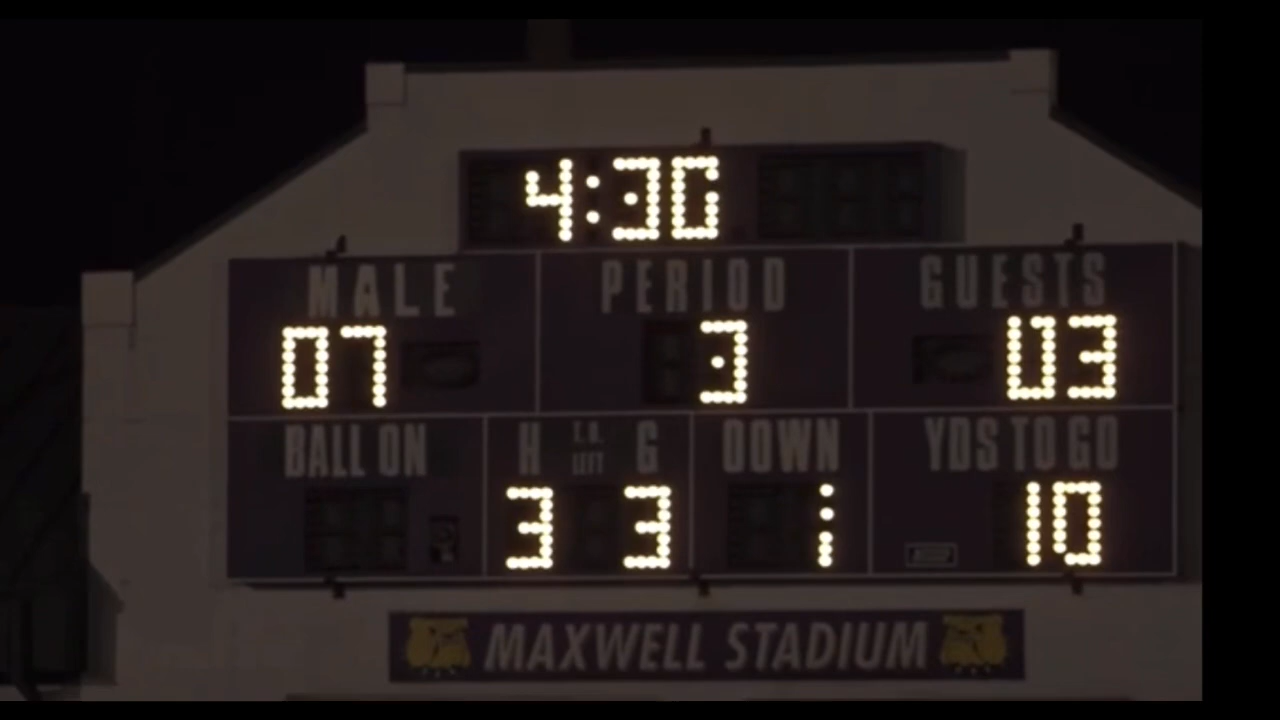 4:30
MALE PERIOD GUESTS
07 3 03
BALL ON H T.O. LEFT G DOWN YDS TO GO
3 3 1 10
MAXWELL STADIUM